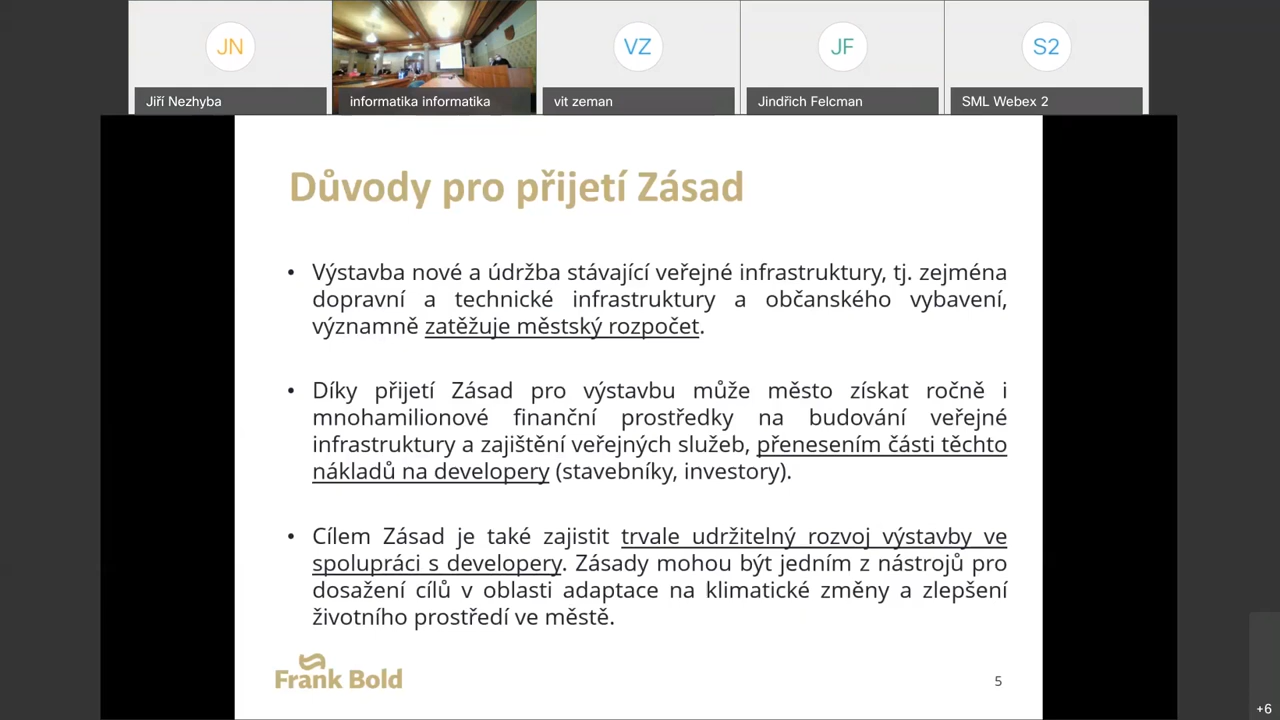 JN
VZ
JF
S2
Jiří Nezhyba
informatika informatika
vit zeman
Jindřich Felcman
SML Webex 2
Důvody pro přijetí Zásad
• Výstavba nové a údržba stávající veřejné infrastruktury, tj. zejména
dopravní a technické infrastruktury a občanského vybavení,
významně zatěžuje městský rozpočet.
• Díky přijetí Zásad pro výstavbu může město získat ročně i
mnohamilionové finanční prostředky na budování veřejné
infrastruktury a zajištění veřejných služeb, přenesením části těchto
nákladů na developery (stavebníky, investory).
• Cílem Zásad je také zajistit trvale udržitelný rozvoj výstavby ve
spolupráci s developery. Zásady mohou být jedním z nástrojů pro
dosažení cílů v oblasti adaptace na klimatické změny a zlepšení
životního prostředí ve městě.
Frank Bold
5
+6